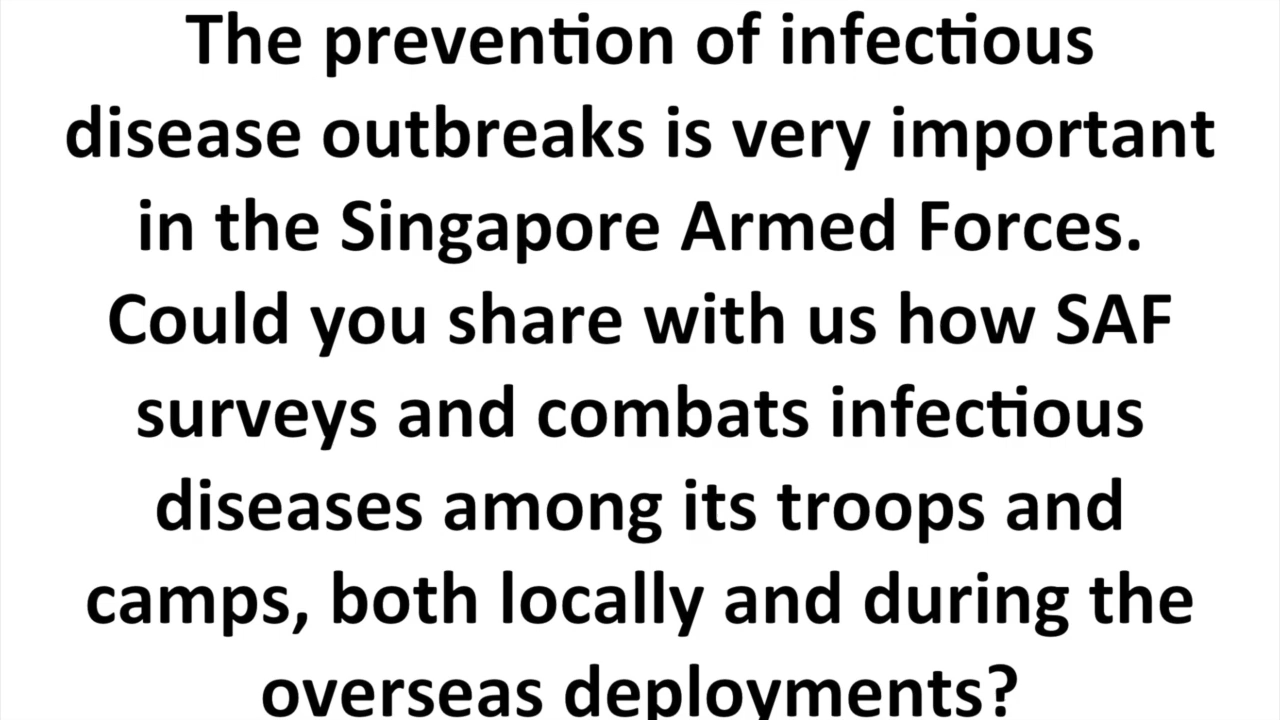 The prevention of infectious
disease outbreaks is very important
in the Singapore Armed Forces.
Could you share with us how SAF
surveys and combats infectious
diseases among its troops and
camps, both locally and during the
overseas deployments?